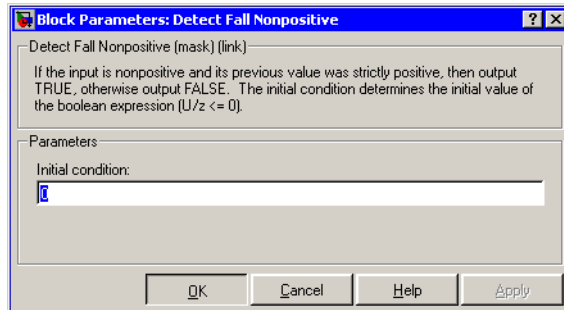 Block Parameters: Detect Fall Nonpositive
Detect Fall Nonpositive (mask) (link)
If the input is nonpositive and its previous value was strictly positive, then output
TRUE, otherwise output FALSE. The initial condition determines the initial value of
the boolean expression (U/z <= 0).
Parameters
Initial condition:
0
OK Cancel Help Apply